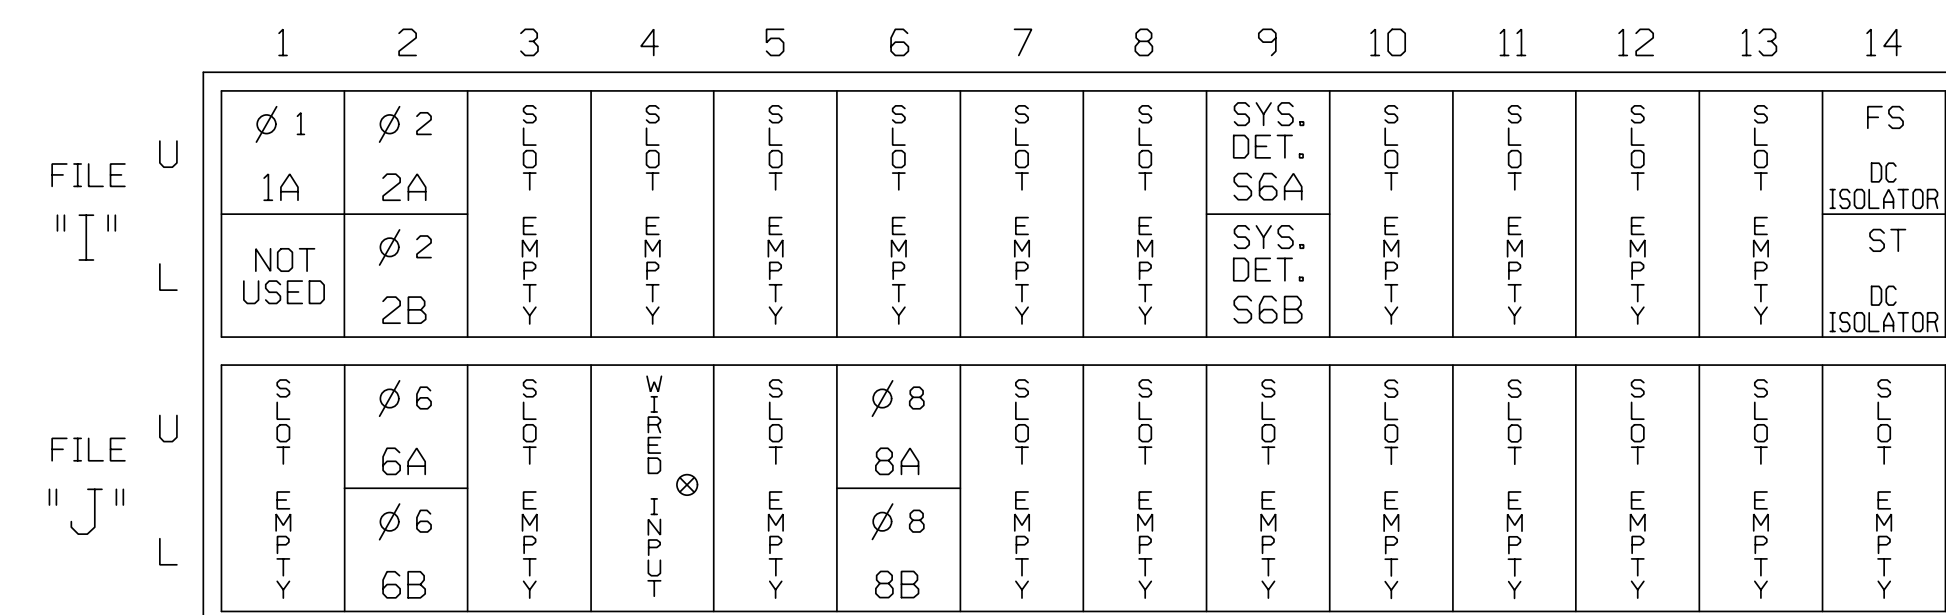 1 2 3 4 5 6 7 8 9 10 11 12 13 14
FILE "I"
U
L
Ø 1
1A
NOT
USED
Ø 2
2A
Ø 2
2B
SLOT EMPTY
SLOT EMPTY
SLOT EMPTY
SLOT EMPTY
SLOT EMPTY
SLOT EMPTY
SYS.
DET.
S6A
SYS.
DET.
S6B
SLOT EMPTY
SLOT EMPTY
SLOT EMPTY
SLOT EMPTY
FS
DC
ISOLATOR
ST
DC
ISOLATOR
FILE "J"
U
L
SLOT EMPTY
Ø 6
6A
Ø 6
6B
SLOT EMPTY
WIRED INPUT
⊗
SLOT EMPTY
Ø 8
8A
Ø 8
8B
SLOT EMPTY
SLOT EMPTY
SLOT EMPTY
SLOT EMPTY
SLOT EMPTY
SLOT EMPTY
SLOT EMPTY
SLOT EMPTY